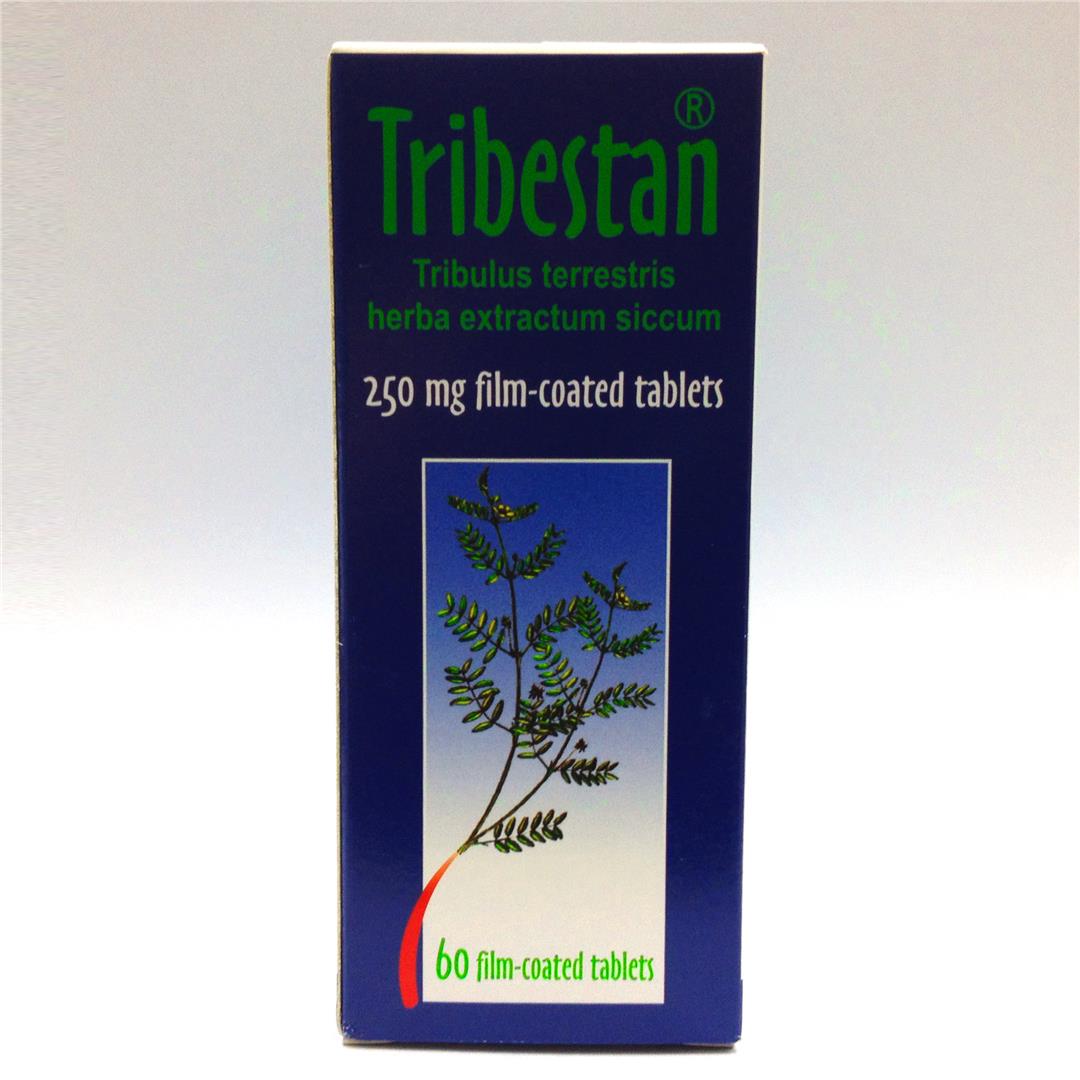 Tribestan®
Tribulus terrestris
herba extractum siccum
250 mg film-coated tablets
60 film-coated tablets